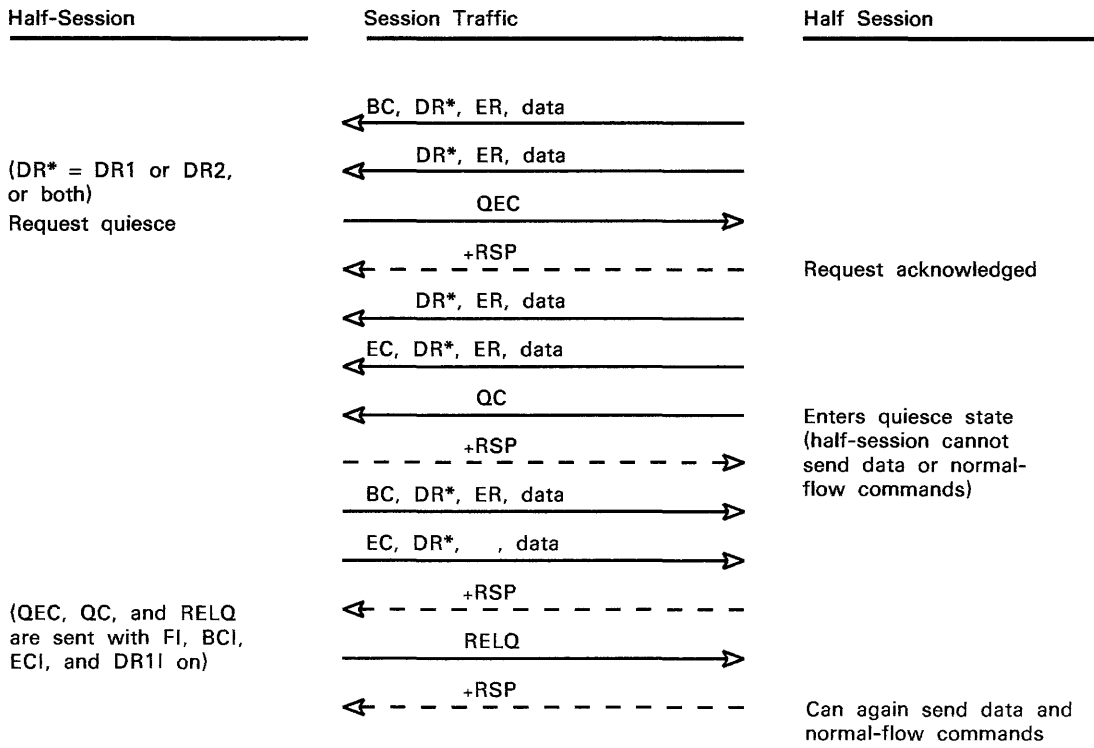 Half-Session Session Traffic Half Session
BC, DR*, ER, data
DR*, ER, data
(DR* = DR1 or DR2,
or both)
QEC
Request quiesce
+RSP
Request acknowledged
DR*, ER, data
EC, DR*, ER, data
QC
Enters quiesce state
(half-session cannot
send data or normal-
flow commands)
+RSP
BC, DR*, ER, data
EC, DR*, , data
+RSP
(QEC, QC, and RELQ
are sent with FI, BCI,
ECI, and DR1I on)
RELQ
+RSP
Can again send data and
normal-flow commands